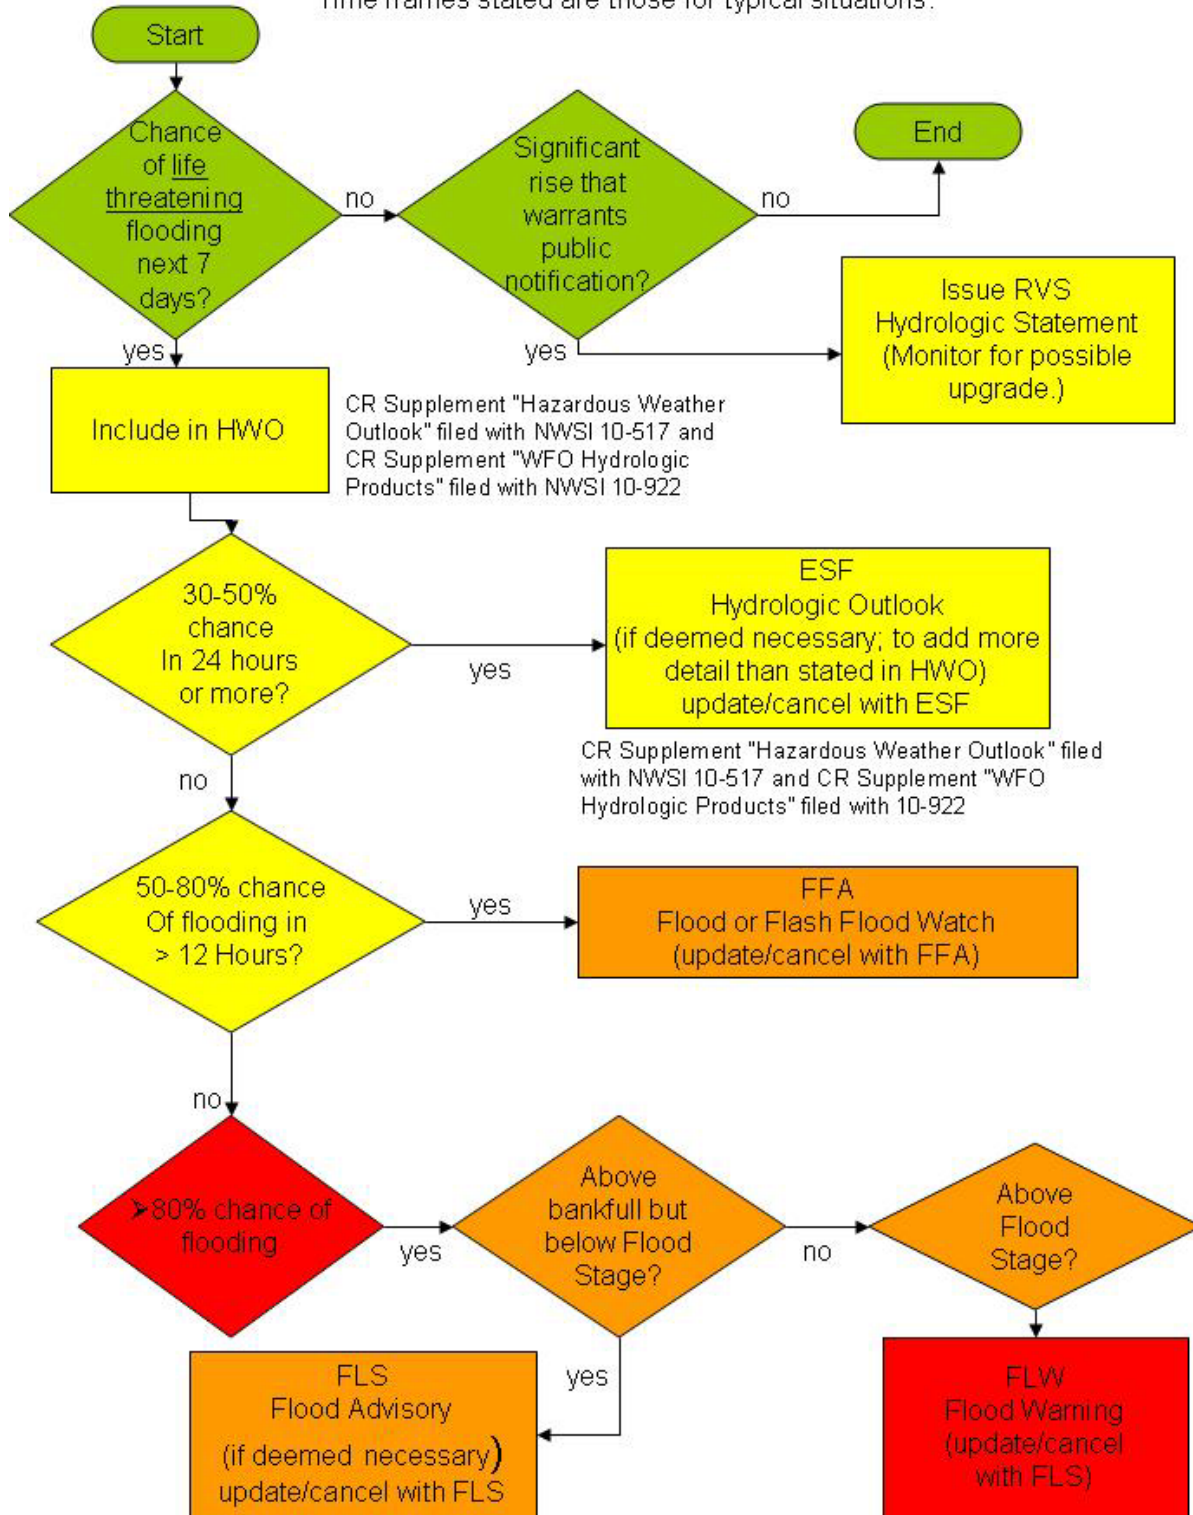 Time frames stated are those for typical situations.
Start
Chance
of life
threatening
flooding
next 7
days?
no
Significant
rise that
warrants
public
notification?
no
End
yes
yes
Issue RVS
Hydrologic Statement
(Monitor for possible
upgrade.)
Include in HWO
CR Supplement "Hazardous Weather
Outlook" filed with NWSI 10-517 and
CR Supplement "WFO Hydrologic
Products" filed with NWSI 10-922
30-50%
chance
In 24 hours
or more?
yes
ESF
Hydrologic Outlook
(if deemed necessary; to add more
detail than stated in HWO)
update/cancel with ESF
no
CR Supplement "Hazardous Weather Outlook" filed
with NWSI 10-517 and CR Supplement "WFO
Hydrologic Products" filed with 10-922
50-80% chance
Of flooding in
> 12 Hours?
yes
FFA
Flood or Flash Flood Watch
(update/cancel with FFA)
no
➢80% chance of
flooding
yes
Above
bankfull but
below Flood
Stage?
no
Above
Flood
Stage?
yes
FLS
Flood Advisory
(if deemed necessary)
update/cancel with FLS
FLW
Flood Warning
(update/cancel
with FLS)